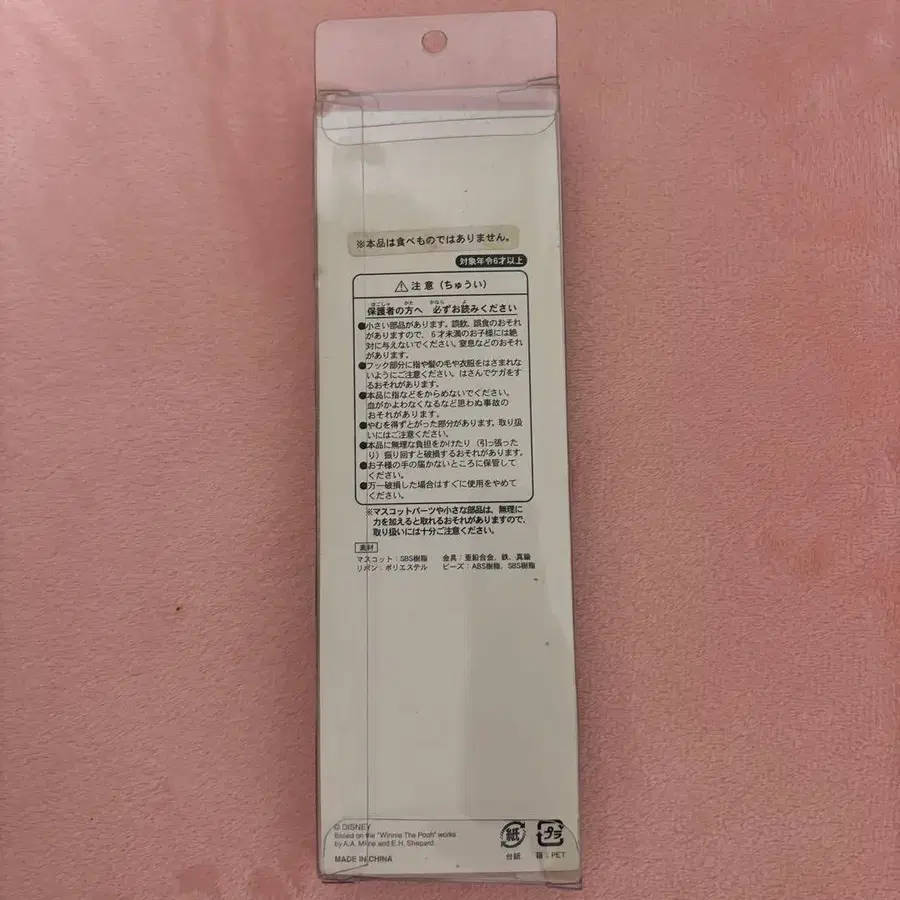 ※本品は食べものではありません。
対象年令6才以上
⚠注意（ちゅうい）
ほごしゃ かた かなら よ
保護者の方へ 必ずお読みください
●小さい部品があります。誤飲、誤食のおそれ
がありますので、6才未満のお子様には絶
対に与えないでください。窒息などのおそれ
があります。
●フック部分に指や髪の毛や衣服をはさまれな
いようにご注意ください。はさんでケガをす
るおそれがあります。
●本品に指などをからめないでください。
血がかよわなくなるなど思わぬ事故の
おそれがあります。
●やむを得ずとがった部分があります。取り扱
いにはご注意ください。
●本品に無理な負担をかけたり（引っ張った
り）振り回すと破損するおそれがあります。
●お子様の手の届かないところに保管して
ください。
●万一破損した場合はすぐに使用をやめて
ください。
※マスコットパーツや小さな部品は、無理に
力を加えると取れるおそれがありますので、
取り扱いには十分ご注意ください。
素材
マスコット：SBS樹脂 金具：亜鉛合金、鉄、真鍮
リボン：ポリエステル ビーズ：ABS樹脂、SBS樹脂
© DISNEY
Based on the "Winnie The Pooh" works
by A.A. Milne and E.H. Shepard.
MADE IN CHINA
紙 プラ
台紙 箱：PET